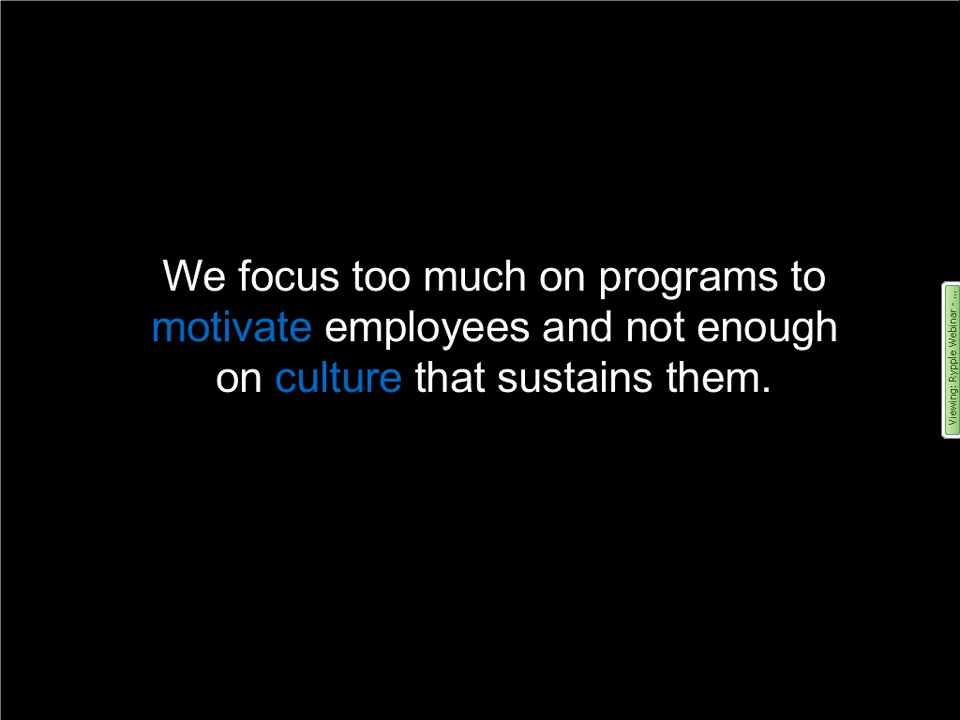 We focus too much on programs to
motivate employees and not enough
on culture that sustains them.
Viewing: Rypple Webinar - ...